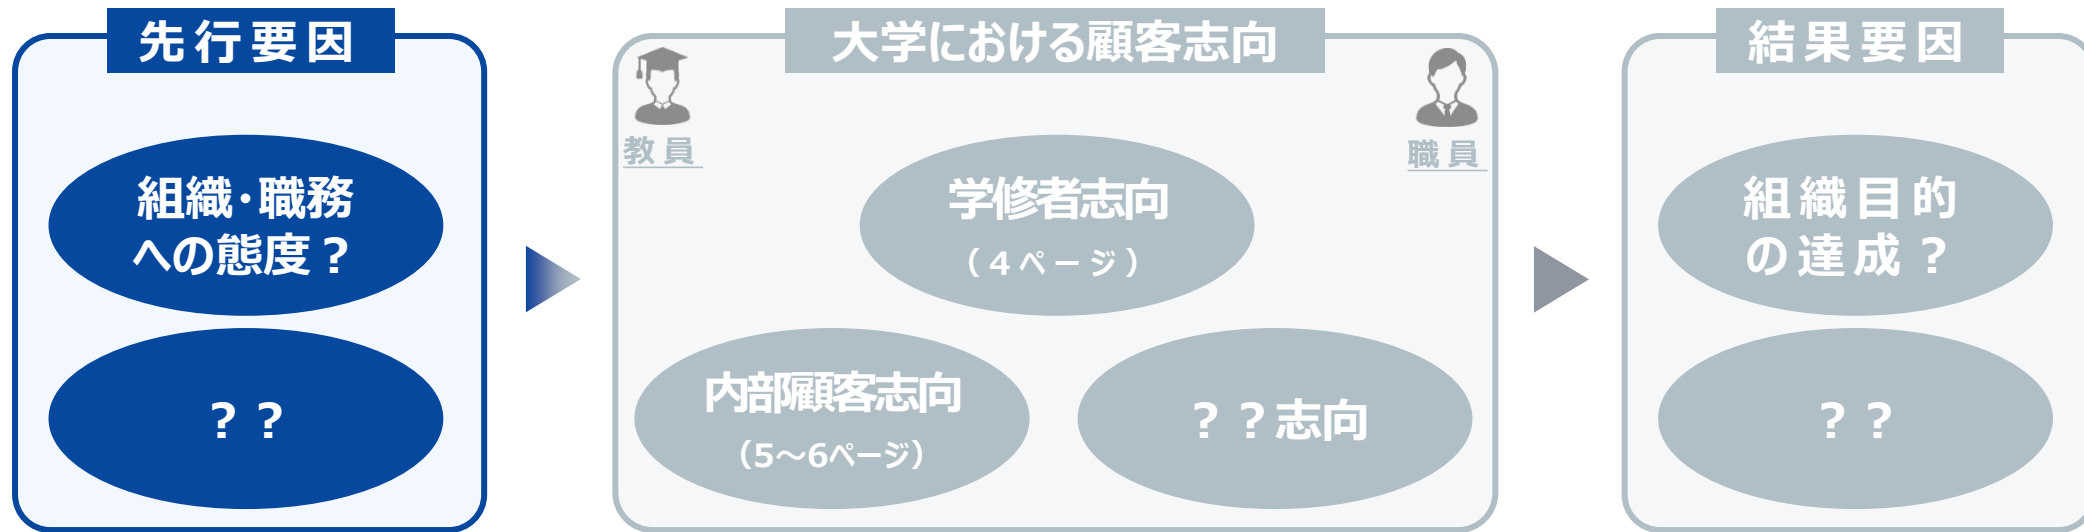 先行要因
組織・職務
への態度？
？？
大学における顧客志向
教員
職員
学修者志向
（４ページ）
内部顧客志向
（5～6ページ）
？？志向
結果要因
組織目的
の達成？
？？